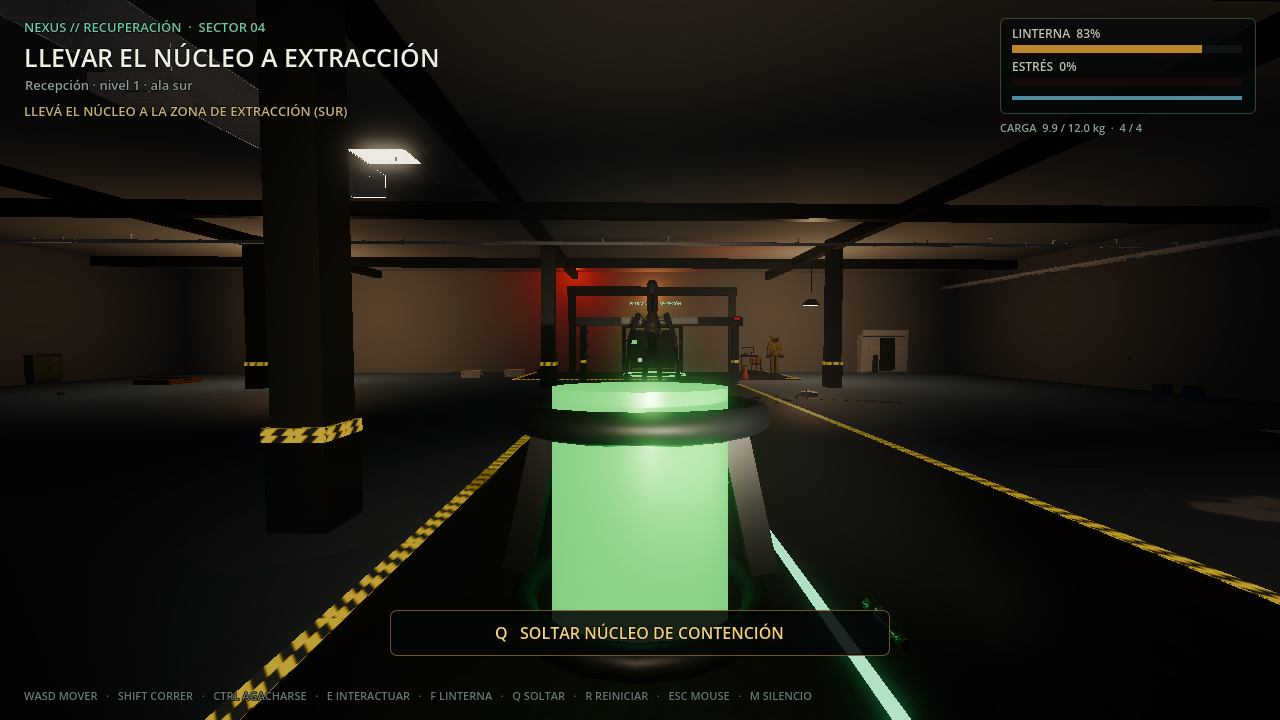 NEXUS // RECUPERACIÓN · SECTOR 04
LLEVAR EL NÚCLEO A EXTRACCIÓN
Recepción · nivel 1 · ala sur
LLEVÁ EL NÚCLEO A LA ZONA DE EXTRACCIÓN (SUR)
LINTERNA 83%
ESTRÉS 0%
CARGA 9.9 / 12.0 kg · 4 / 4
Q SOLTAR NÚCLEO DE CONTENCIÓN
WASD MOVER · SHIFT CORRER · CTRL AGACHARSE · E INTERACTUAR · F LINTERNA · Q SOLTAR · R REINICIAR · ESC MOUSE · M SILENCIO